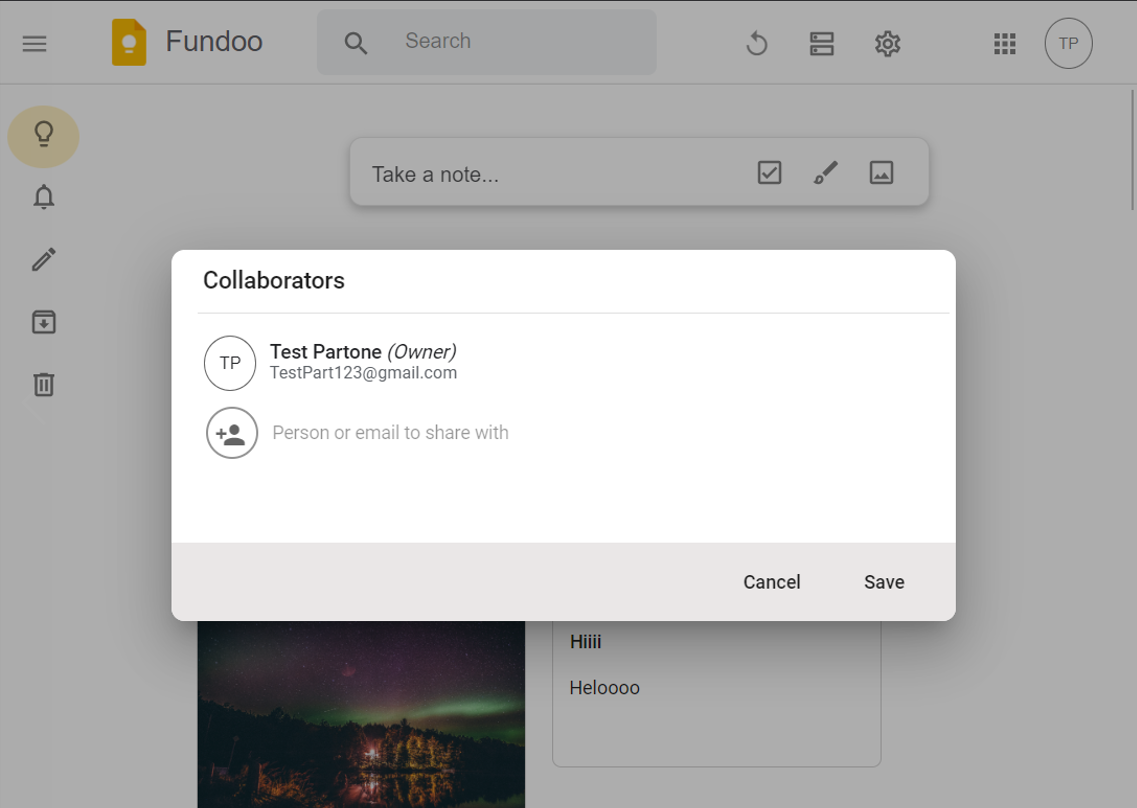 Fundoo
Search
TP
Take a note...
Collaborators
TP
Test Partone (Owner)
TestPart123@gmail.com
Person or email to share with
Cancel
Save
Hiiii
Heloooo